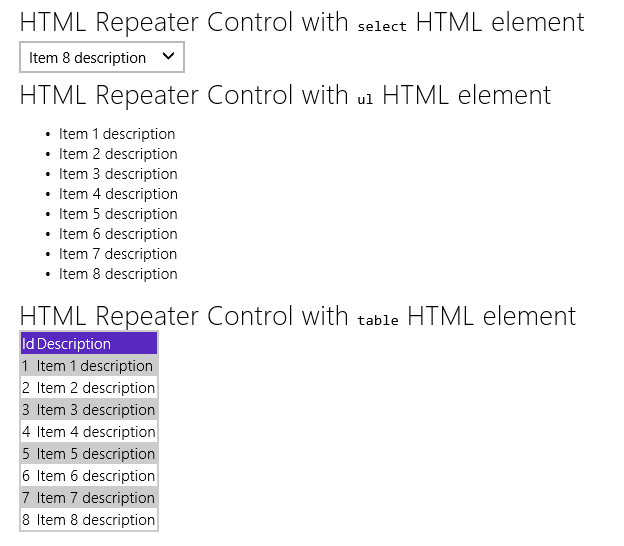 HTML Repeater Control with select HTML element
Item 8 description
HTML Repeater Control with ul HTML element
• Item 1 description
• Item 2 description
• Item 3 description
• Item 4 description
• Item 5 description
• Item 6 description
• Item 7 description
• Item 8 description
HTML Repeater Control with table HTML element
Id Description
1 Item 1 description
2 Item 2 description
3 Item 3 description
4 Item 4 description
5 Item 5 description
6 Item 6 description
7 Item 7 description
8 Item 8 description